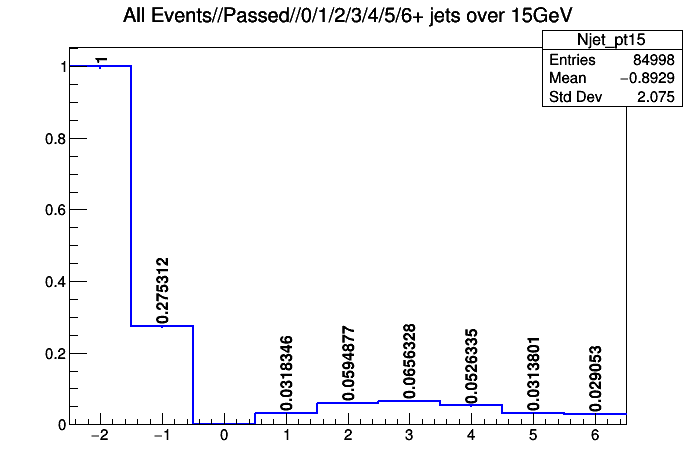 All Events//Passed//0/1/2/3/4/5/6+ jets over 15GeV
Njet_pt15
Entries 84998
Mean −0.8929
Std Dev 2.075
1
0.8
0.6
0.4
0.2
0
1
0.275312
0.0318346
0.0594877
0.0656328
0.0526335
0.0313801
0.029053
−2 −1 0 1 2 3 4 5 6